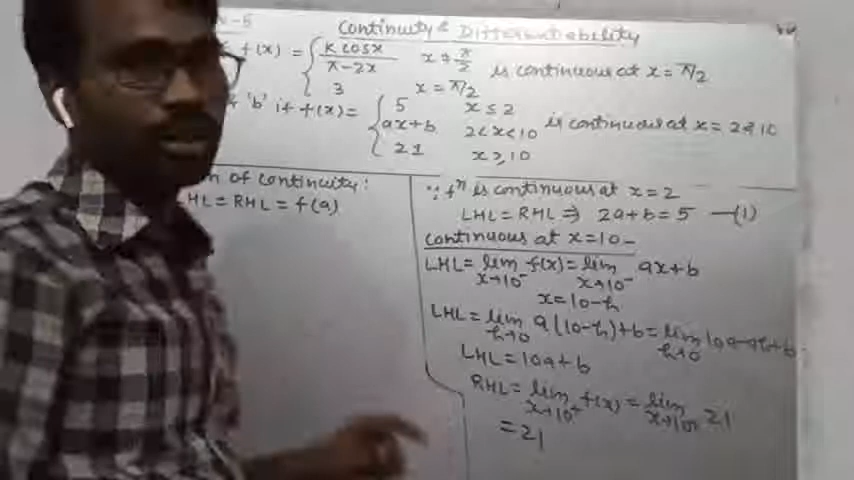 Continuity & Differentiability
f(x) = { K cosx / π-2x   x ≠ π/2
3   x = π/2
is continuous at x = π/2
'b' if f(x) = { 5   x ≤ 2
ax+b   2<x<10
21   x ≥ 10
is continuous at x = 2 & 10
of continuity:
LHL = RHL = f(a)
∵ fⁿ is continuous at x = 2
LHL = RHL ⇒ 2a+b = 5 —(1)
continuous at x = 10 –
LHL = lim x→10⁻ f(x) = lim x→10⁻ ax+b
x = 10-h
LHL = lim h→0 a(10-h)+b = lim h→0 10a-ah+b
LHL = 10a+b
RHL = lim x→10⁺ f(x) = lim 21
= 21